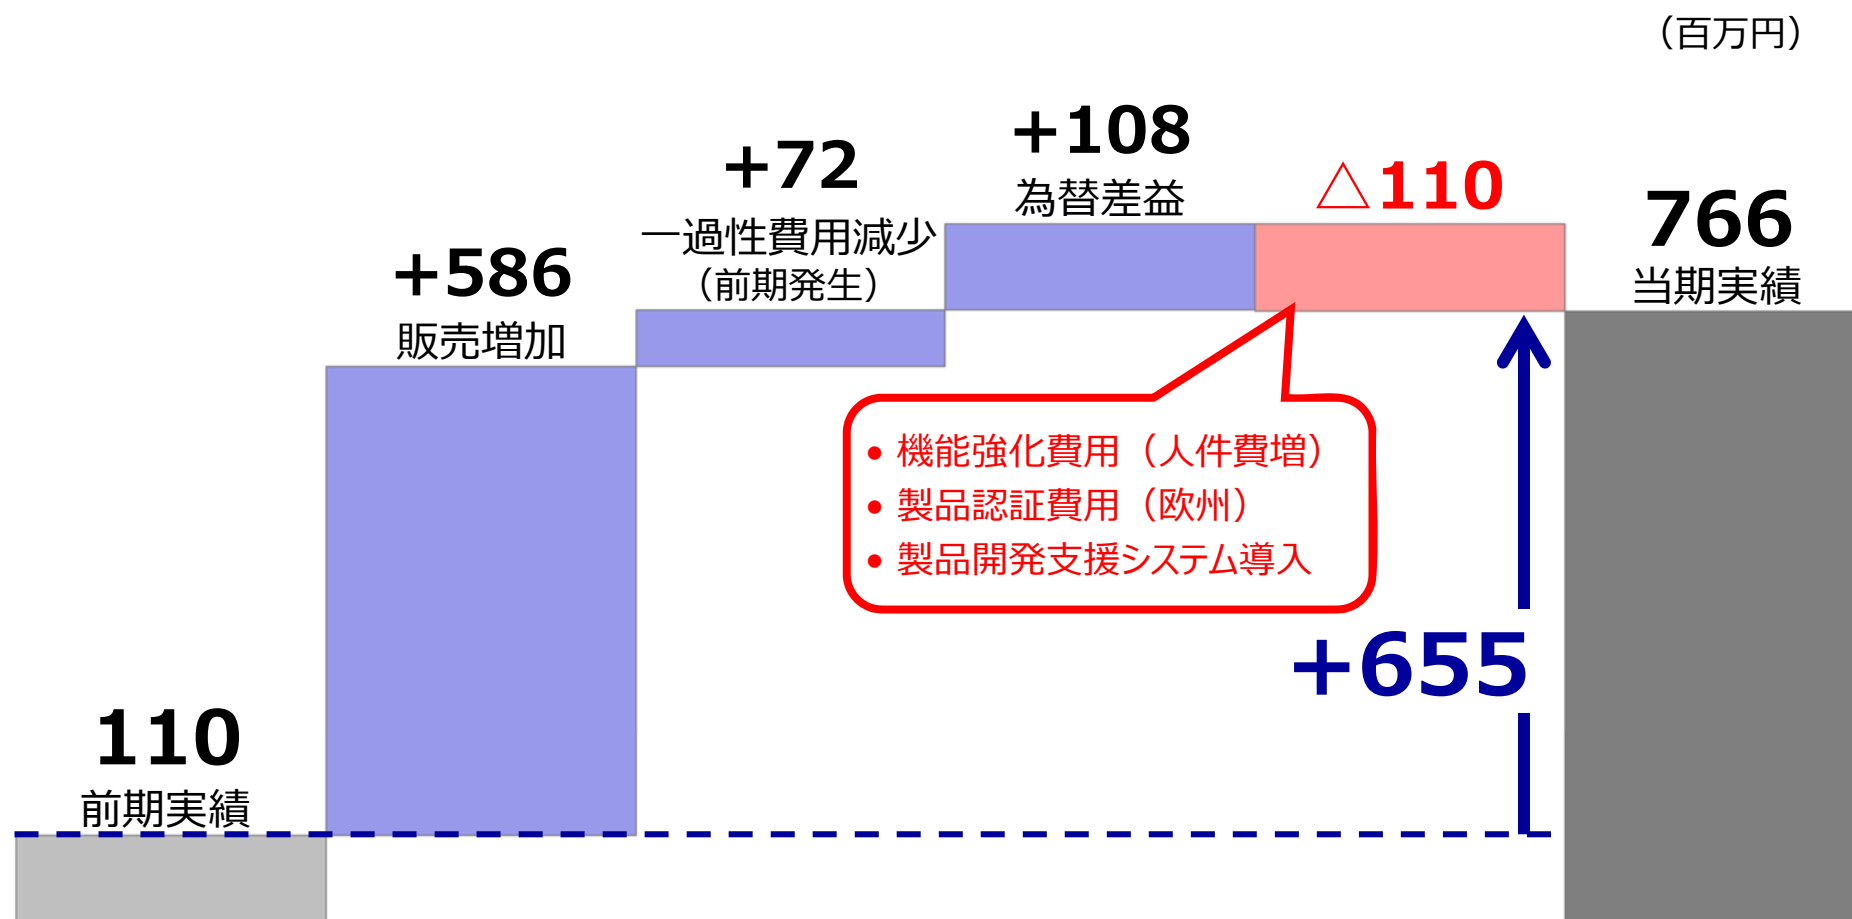 （百万円）
+108
為替差益
+72
一過性費用減少
（前期発生）
△110
766
当期実績
+586
販売増加
• 機能強化費用（人件費増）
• 製品認証費用（欧州）
• 製品開発支援システム導入
+655
110
前期実績